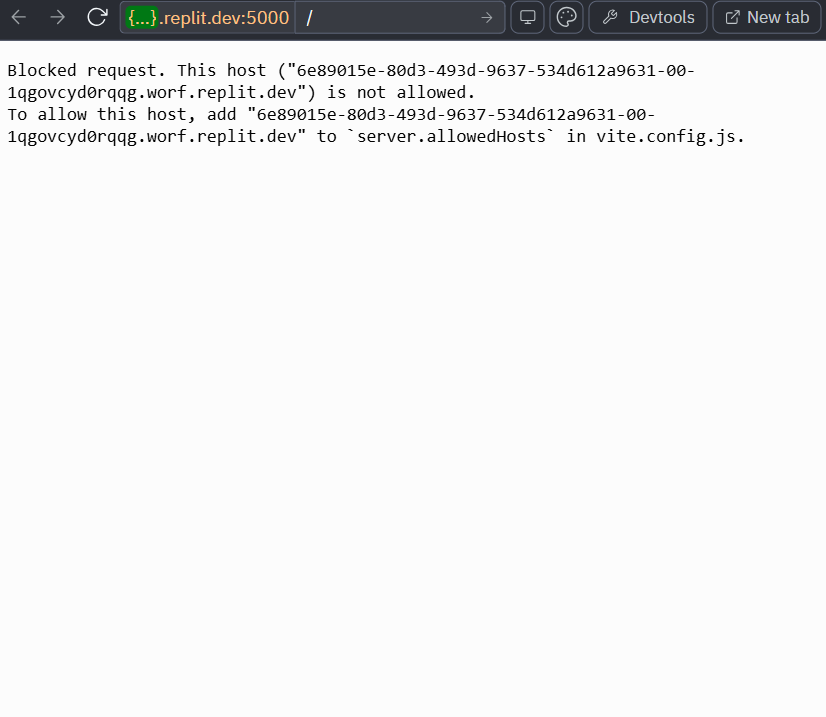 {...}.replit.dev:5000 / Devtools New tab
Blocked request. This host ("6e89015e-80d3-493d-9637-534d612a9631-00-
1qgovcyd0rqqg.worf.replit.dev") is not allowed.
To allow this host, add "6e89015e-80d3-493d-9637-534d612a9631-00-
1qgovcyd0rqqg.worf.replit.dev" to `server.allowedHosts` in vite.config.js.